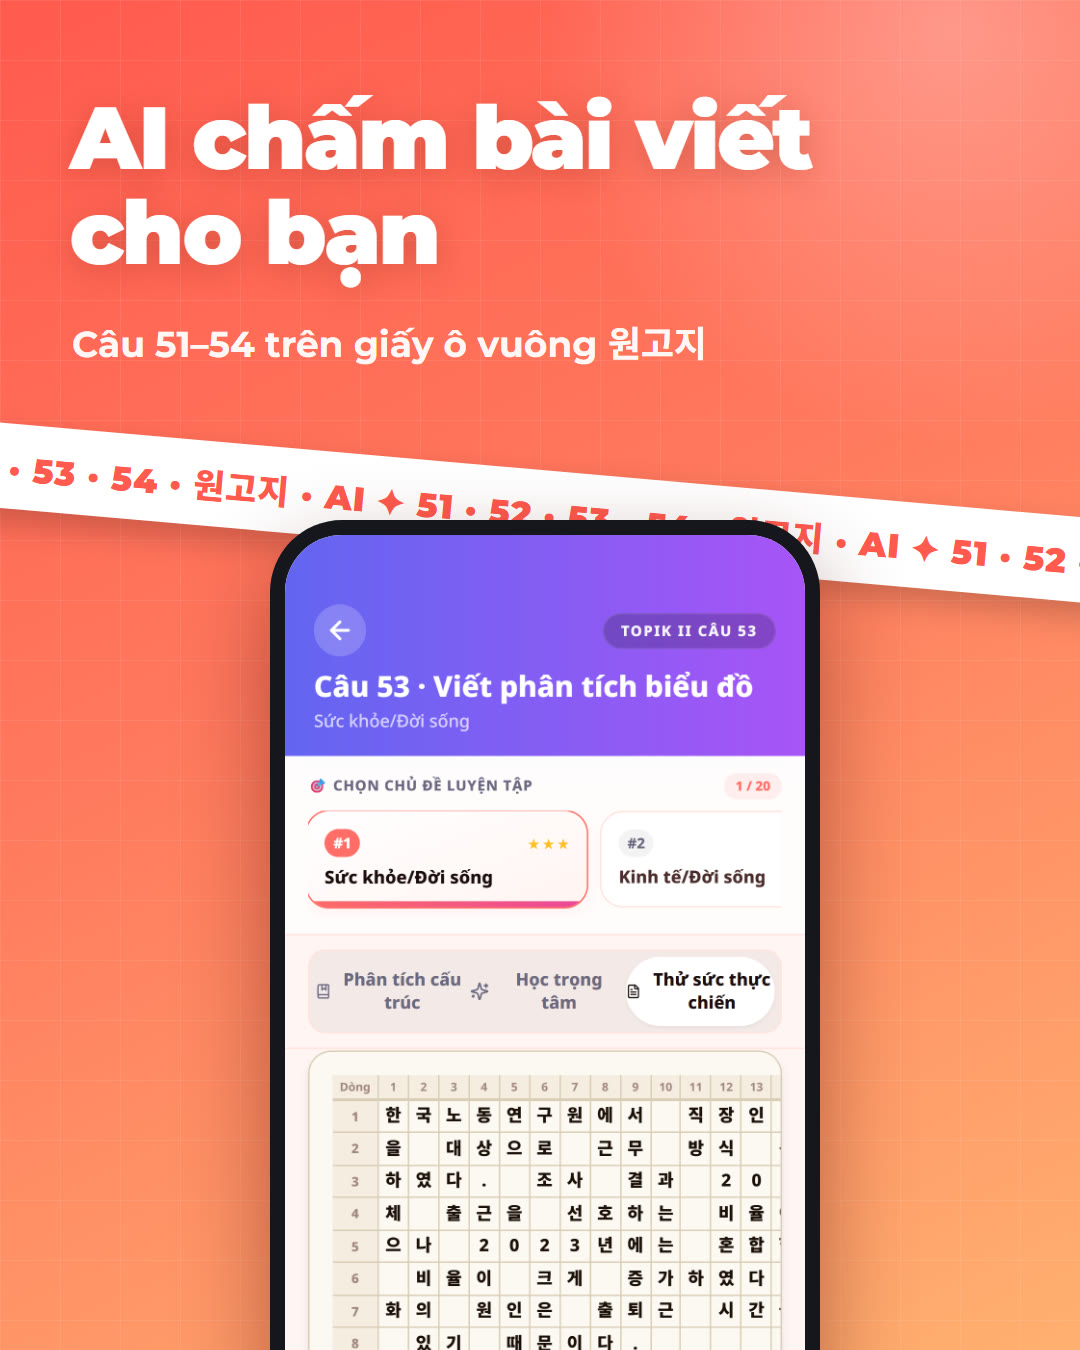 AI chấm bài viết
cho bạn
Câu 51–54 trên giấy ô vuông 원고지
• 53 • 54 • 원고지 • AI ✦ 51 • 52 • 53 • AI ✦ 51 • 52 •
TOPIK II CÂU 53
Câu 53 · Viết phân tích biểu đồ
Sức khỏe/Đời sống
CHỌN CHỦ ĐỀ LUYỆN TẬP
1 / 20
#1 ★★★
Sức khỏe/Đời sống
#2
Kinh tế/Đời sống
Phân tích cấu
trúc
Học trọng
tâm
Thử sức thực
chiến
Dòng 1 2 3 4 5 6 7 8 9 10 11 12 13
1 한국노동연구원에서 직장인
2 을 대상으로 근무 방식
3 하였다. 조사 결과 20
4 체 출근을 선호하는 비율
5 으나 2023년에는 혼합
6 비율이 크게 증가하였다
7 화의 원인은 출퇴근 시간
8 있기 때문이다.